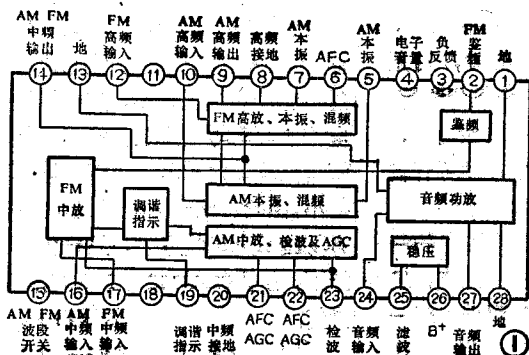 AM FM
中频
输出
地
FM
高频
输入
AM
高频
输入
AM
高频
输出
高频
接地
AM
本
振
AFC
AM
本
振
电子
音量
负
反馈
FM
鉴频
地
14 13 12 11 10 9 8 7 6 5 4 3 2 1
FM高放、本振、混频
鉴频
FM
中放
调谐
指示
AM本振、混频
音频功放
AM中放、检波及AGC
稳压
15 16 17 18 19 20 21 22 23 24 25 26 27 28
AM FM
波段
开关
AM
中频
输入
FM
中频
输入
调谐
指示
中频
接地
AFC
AGC
AFC
AGC
检
波
音频
输入
滤
波
B+
音频
输出
地
①